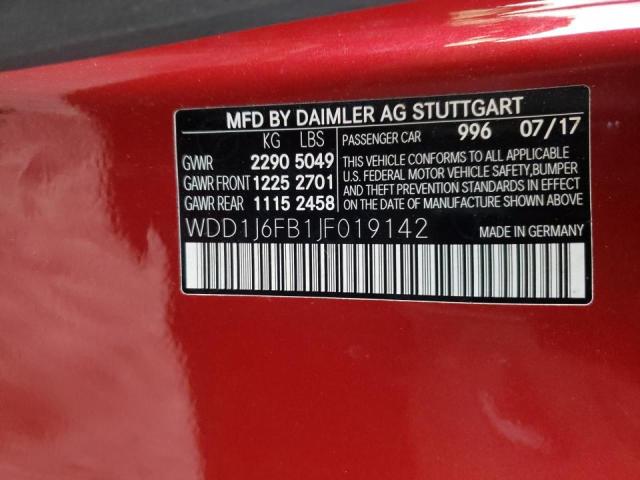 MFD BY DAIMLER AG STUTTGART
KG LBS
GVWR 2290 5049
GAWR FRONT 1225 2701
GAWR REAR 1115 2458
PASSENGER CAR 996 07/17
THIS VEHICLE CONFORMS TO ALL APPLICABLE
U.S. FEDERAL MOTOR VEHICLE SAFETY,BUMPER
AND THEFT PREVENTION STANDARDS IN EFFECT
ON DATE OF MANUFACTURE SHOWN ABOVE
WDD1J6FB1JF019142
MADE IN GERMANY